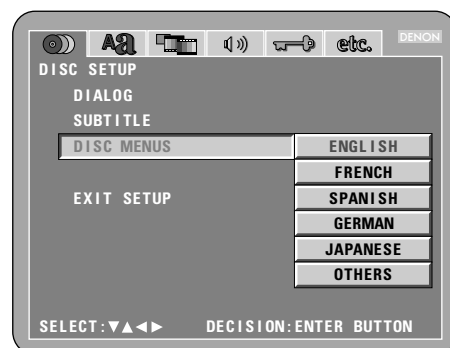 Aa etc. DENON
DISC SETUP
DIALOG
SUBTITLE
DISC MENUS ENGLISH
FRENCH
EXIT SETUP SPANISH
GERMAN
JAPANESE
OTHERS
SELECT:▼▲◀▶ DECISION:ENTER BUTTON